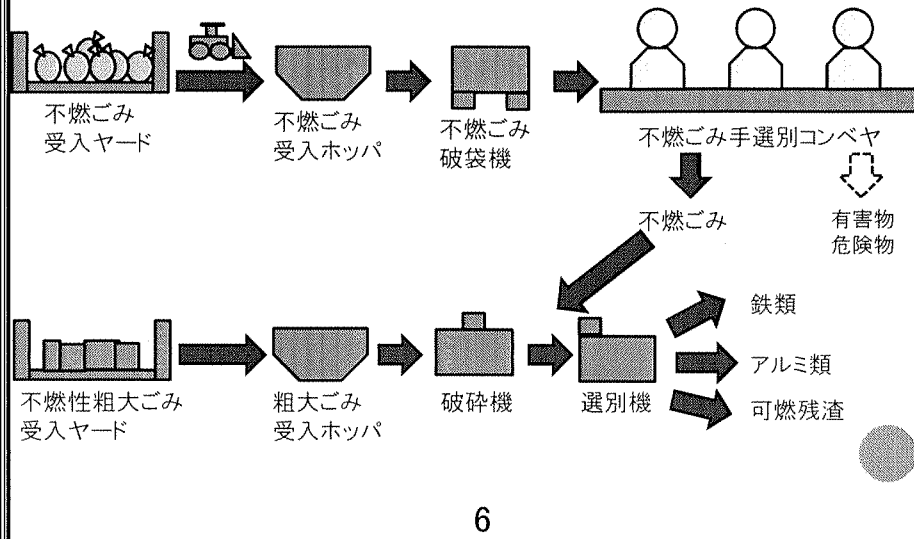 不燃ごみ
受入ヤード
不燃ごみ
受入ホッパ
不燃ごみ
破袋機
不燃ごみ手選別コンベヤ
不燃ごみ
有害物
危険物
不燃性粗大ごみ
受入ヤード
粗大ごみ
受入ホッパ
破砕機
選別機
鉄類
アルミ類
可燃残渣
6